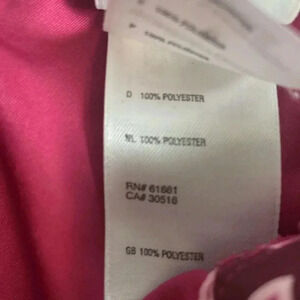 D 100% POLYESTER
NL 100% POLYESTER
RN# 61661
CA# 30516
GB 100% POLYESTER